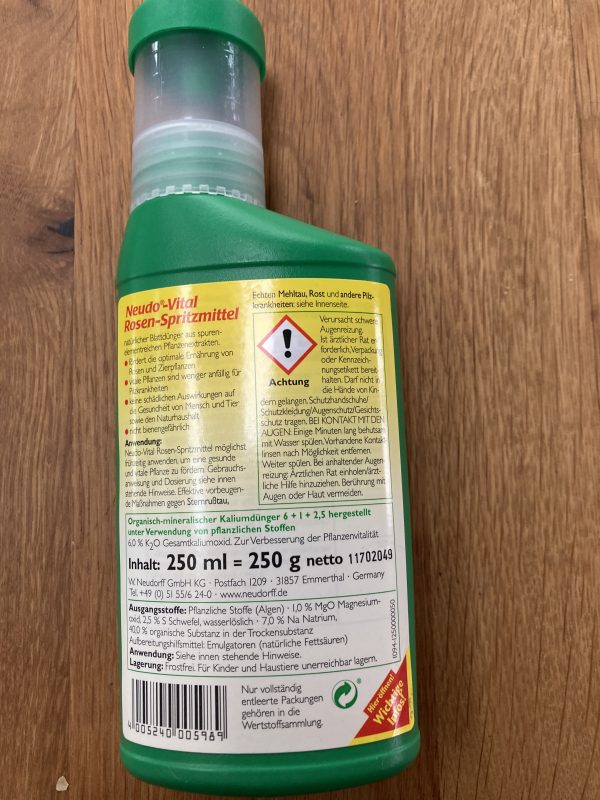 Neudo®-Vital
Rosen-Spritzmittel
natürlicher Blattdünger aus spuren-
elementreichen Pflanzenextrakten.
• fördert die optimale Ernährung von
Rosen und Zierpflanzen
• vitale Pflanzen sind weniger anfällig für
Pilzkrankheiten
• keine schädlichen Auswirkungen auf
die Gesundheit von Mensch und Tier
sowie den Naturhaushalt
• nicht bienengefährlich
Anwendung:
Neudo-Vital Rosen-Spritzmittel möglichst
frühzeitig anwenden, um eine gesunde
und vitale Pflanze zu fördern. Gebrauchs-
anweisung und Dosierung siehe innen
stehende Hinweise. Effektive vorbeugen-
de Maßnahmen gegen Sternrußtau,
Echten Mehltau, Rost und andere Pilz-
krankheiten: siehe Innenseite.
Achtung
Verursacht schwere
Augenreizung.
Ist ärztlicher Rat er-
forderlich, Verpackung
oder Kennzeich-
nungsetikett bereit-
halten. Darf nicht in
die Hände von Kin-
dern gelangen. Schutzhandschuhe/
Schutzkleidung/Augenschutz/Gesichts-
schutz tragen. BEI KONTAKT MIT DEN
AUGEN: Einige Minuten lang behutsam
mit Wasser spülen. Vorhandene Kontakt-
linsen nach Möglichkeit entfernen.
Weiter spülen. Bei anhaltender Augen-
reizung: Ärztlichen Rat einholen/ärzt-
liche Hilfe hinzuziehen. Berührung mit
Augen oder Haut vermeiden.
Organisch-mineralischer Kaliumdünger 6 + 1 + 2,5 hergestellt
unter Verwendung von pflanzlichen Stoffen
6,0 % K2O Gesamtkaliumoxid. Zur Verbesserung der Pflanzenvitalität
Inhalt: 250 ml = 250 g netto 11702049
W. Neudorff GmbH KG · Postfach 1209 · 31857 Emmerthal · Germany
Tel. +49 (0) 51 55/6 24-0 · www.neudorff.de
Ausgangsstoffe: Pflanzliche Stoffe (Algen) · 1,0 % MgO Magnesium-
oxid, 2,5 % S Schwefel, wasserlöslich · 7,0 % Na Natrium,
40,0 % organische Substanz in der Trockensubstanz
Aufbereitungshilfsmittel: Emulgatoren (natürliche Fettsäuren)
Anwendung: Siehe innen stehende Hinweise.
Lagerung: Frostfrei. Für Kinder und Haustiere unerreichbar lagern.
1094-1250000050
4 005240 005989
Nur vollständig
entleerte Packungen
gehören in die
Wertstoffsammlung.
Hier öffnen!
Wichtige
Infos!